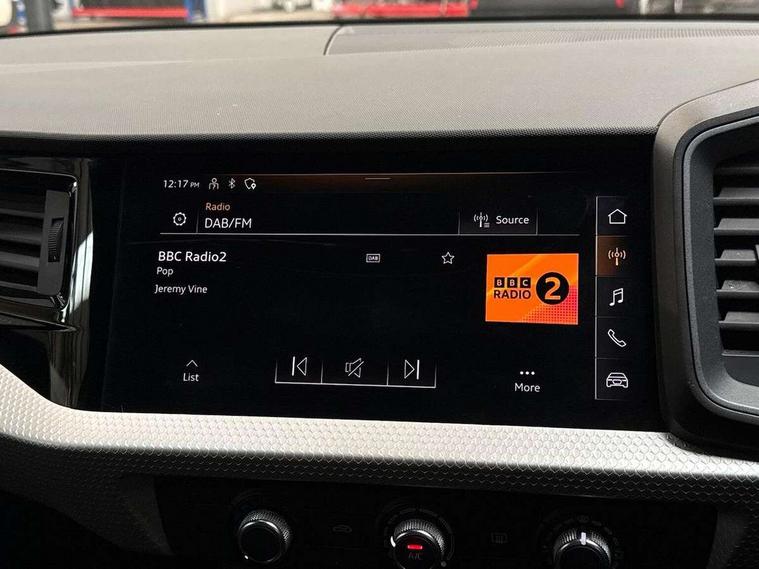 12:17 PM
Radio
DAB/FM
Source
BBC Radio2
DAB
Pop
Jeremy Vine
BBC
RADIO 2
List
More
A/C